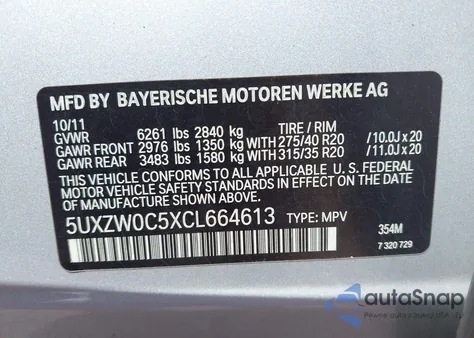 MFD BY BAYERISCHE MOTOREN WERKE AG
10/11
GVWR 6261 lbs 2840 kg TIRE / RIM
GAWR FRONT 2976 lbs 1350 kg WITH 275/40 R20 /10.0J x 20
GAWR REAR 3483 lbs 1580 kg WITH 315/35 R20 /11.0J x 20
THIS VEHICLE CONFORMS TO ALL APPLICABLE U. S. FEDERAL
MOTOR VEHICLE SAFETY STANDARDS IN EFFECT ON THE DATE
OF MANUFACTURE SHOWN ABOVE.
5UXZW0C5XCL664613 TYPE: MPV
354M
7 320 729
autoSnap
Powered by AutoBidMaster